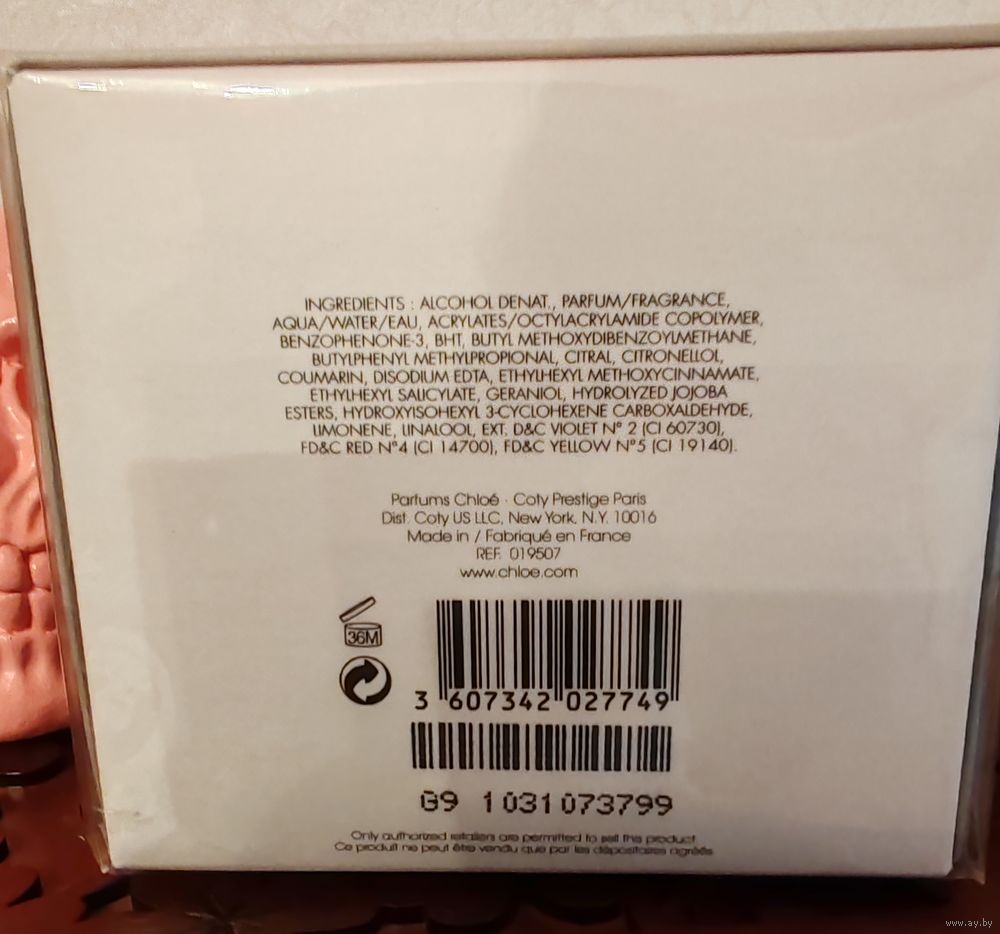 INGREDIENTS : ALCOHOL DENAT., PARFUM/FRAGRANCE,
AQUA/WATER/EAU, ACRYLATES/OCTYLACRYLAMIDE COPOLYMER,
BENZOPHENONE-3, BHT, BUTYL METHOXYDIBENZOYLMETHANE,
BUTYLPHENYL METHYLPROPIONAL, CITRAL, CITRONELLOL,
COUMARIN, DISODIUM EDTA, ETHYLHEXYL METHOXYCINNAMATE,
ETHYLHEXYL SALICYLATE, GERANIOL, HYDROLYZED JOJOBA
ESTERS, HYDROXYISOHEXYL 3-CYCLOHEXENE CARBOXALDEHYDE,
LIMONENE, LINALOOL, EXT. D&C VIOLET N° 2 (CI 60730),
FD&C RED N°4 (CI 14700), FD&C YELLOW N°5 (CI 19140).
Parfums Chloé · Coty Prestige Paris
Dist. Coty US LLC, New York, N.Y. 10016
Made in / Fabriqué en France
REF. 019507
www.chloe.com
36M
3 607342 027749
G9 1031073799
Only authorized retailers are permitted to sell this product
Ce produit ne peut être vendu que par les dépositaires agréés
www.ay.by